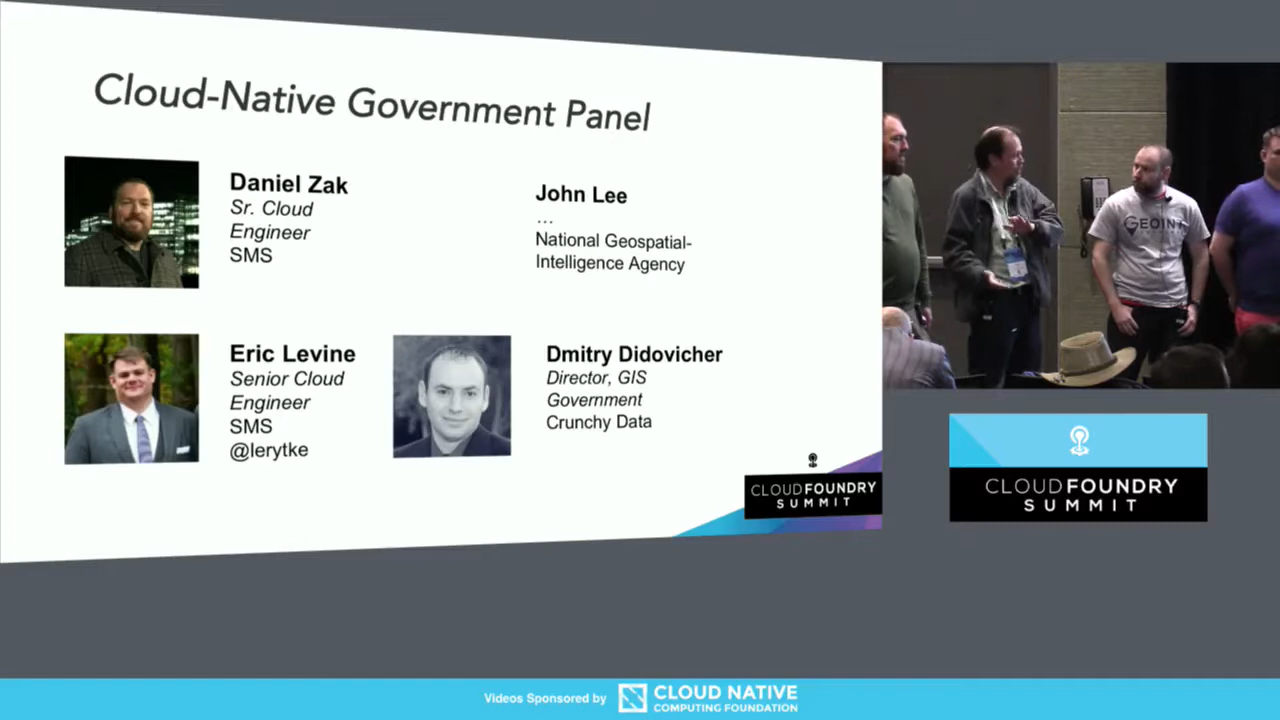 Cloud-Native Government Panel
Daniel Zak
Sr. Cloud
Engineer
SMS
John Lee
...
National Geospatial-
Intelligence Agency
Eric Levine
Senior Cloud
Engineer
SMS
@lerytke
Dmitry Didovicher
Director, GIS
Government
Crunchy Data
CLOUDFOUNDRY
SUMMIT
GEOINT
CLOUDFOUNDRY
SUMMIT
Videos Sponsored by
CLOUD NATIVE
COMPUTING FOUNDATION